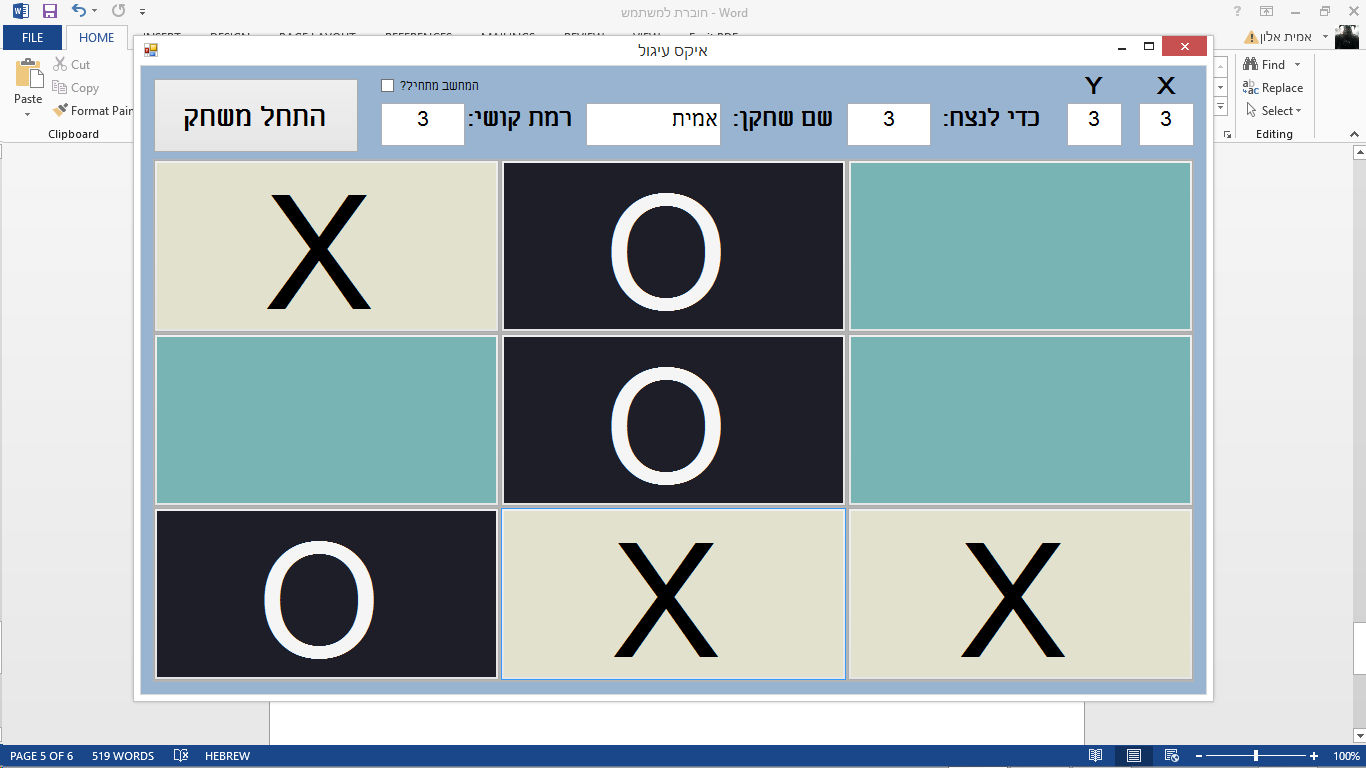 חוברת למשתמש - Word
FILE
HOME
אמית אלון
איקס עיגול
Cut
Copy
Format Pain
Paste
Clipboard
Find
Replace
Select
Editing
המחשב מתחיל?
Y
X
התחל משחק
רמת קושי:
3
שם שחקן:
אמית
כדי לנצח:
3
3
3
X
O
O
O
X
X
PAGE 5 OF 6
519 WORDS
HEBREW
100%